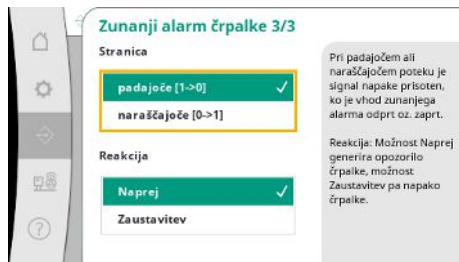 Zunanji alarm črpalke 3/3
Stranica
padajoče [1->0]
naraščajoče [0->1]
Reakcija
Naprej
Zaustavitev
Pri padajočem ali
naraščajočem poteku je
signal napake prisoten,
ko je vhod zunanjega
alarma odprt oz. zaprt.
Reakcija: Možnost Naprej
generira opozorilo
črpalke, možnost
Zaustavitev pa napako
črpalke.